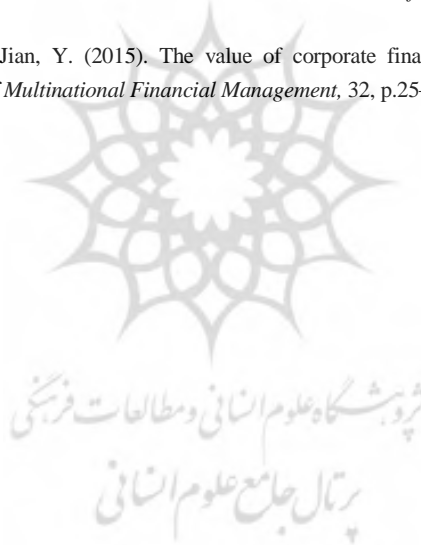 Jian, Y. (2015). The value of corporate fina
Multinational Financial Management, 32, p.25-
پژوهشگاه علوم انسانی و مطالعات فرهنگی
پرتال جامع علوم انسانی